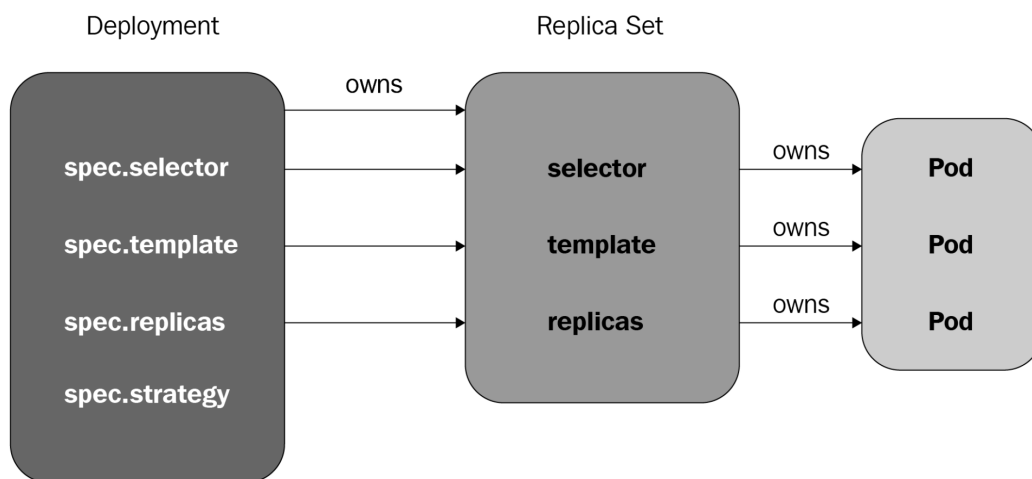 Deployment
Replica Set
owns
spec.selector
selector
owns
Pod
spec.template
template
owns
Pod
spec.replicas
replicas
owns
Pod
spec.strategy